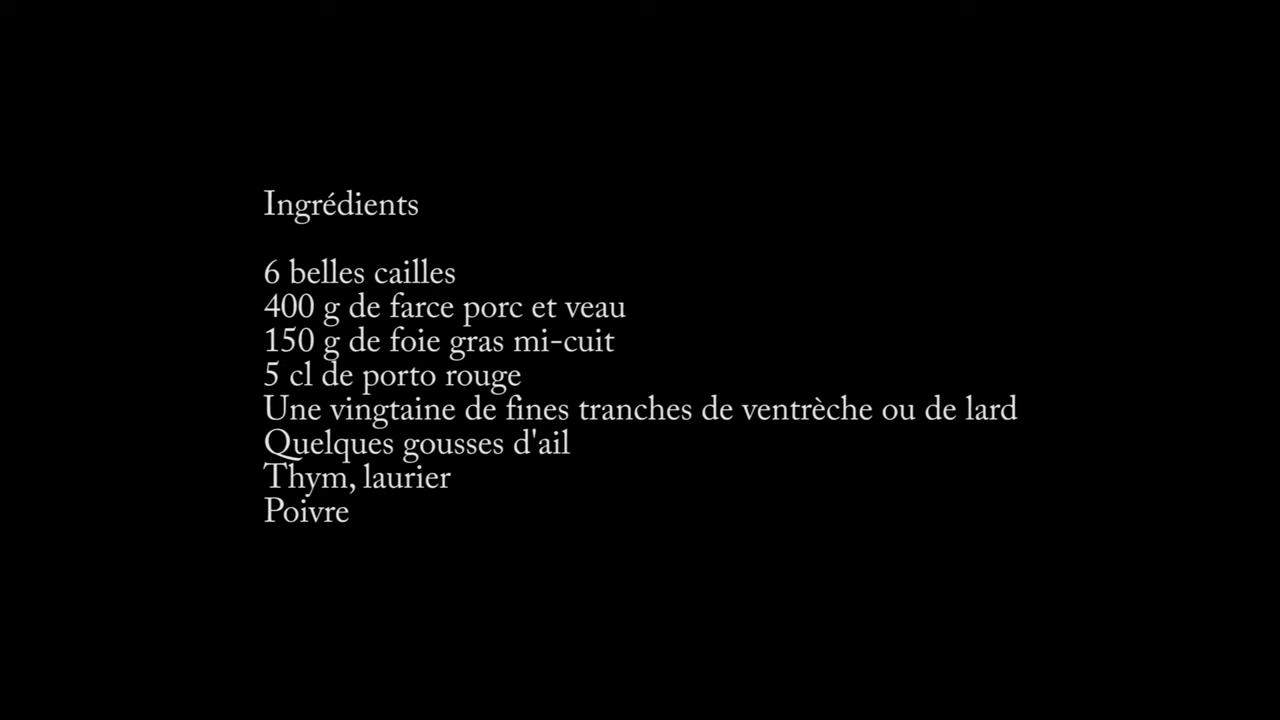 Ingrédients
6 belles cailles
400 g de farce porc et veau
150 g de foie gras mi-cuit
5 cl de porto rouge
Une vingtaine de fines tranches de ventrèche ou de lard
Quelques gousses d'ail
Thym, laurier
Poivre